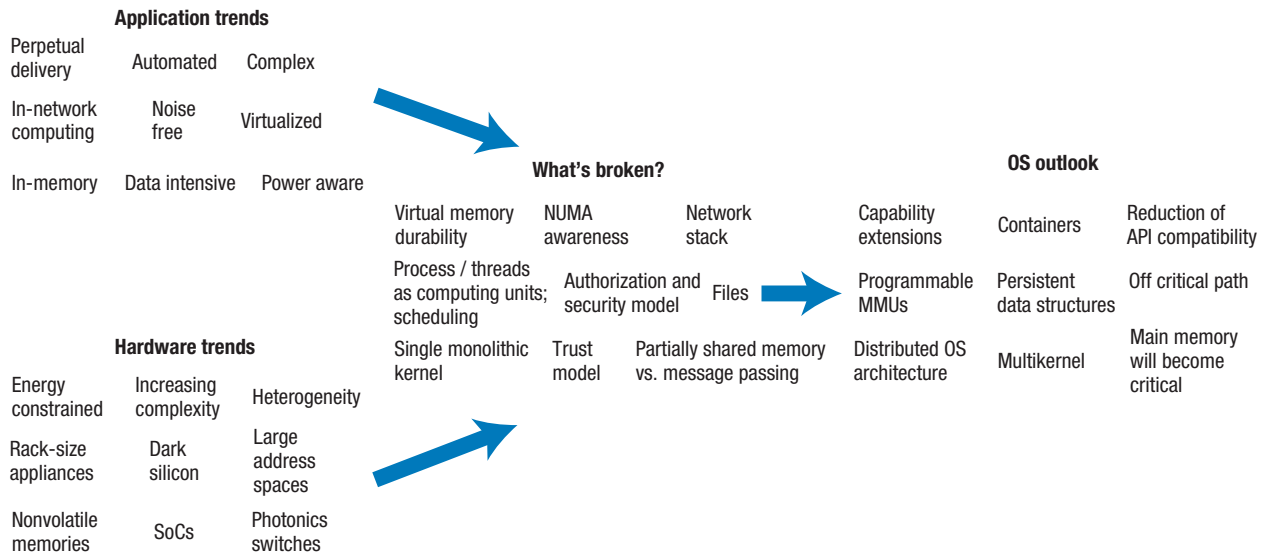 Application trends
Perpetual
delivery
Automated
Complex
In-network
computing
Noise
free
Virtualized
In-memory
Data intensive
Power aware
Hardware trends
Energy
constrained
Increasing
complexity
Heterogeneity
Rack-size
appliances
Dark
silicon
Large
address
spaces
Nonvolatile
memories
SoCs
Photonics
switches
What's broken?
Virtual memory
durability
NUMA
awareness
Network
stack
Process / threads
as computing units;
scheduling
Authorization and
security model
Files
Single monolithic
kernel
Trust
model
Partially shared memory
vs. message passing
OS outlook
Capability
extensions
Containers
Reduction of
API compatibility
Programmable
MMUs
Persistent
data structures
Off critical path
Distributed OS
architecture
Multikernel
Main memory
will become
critical